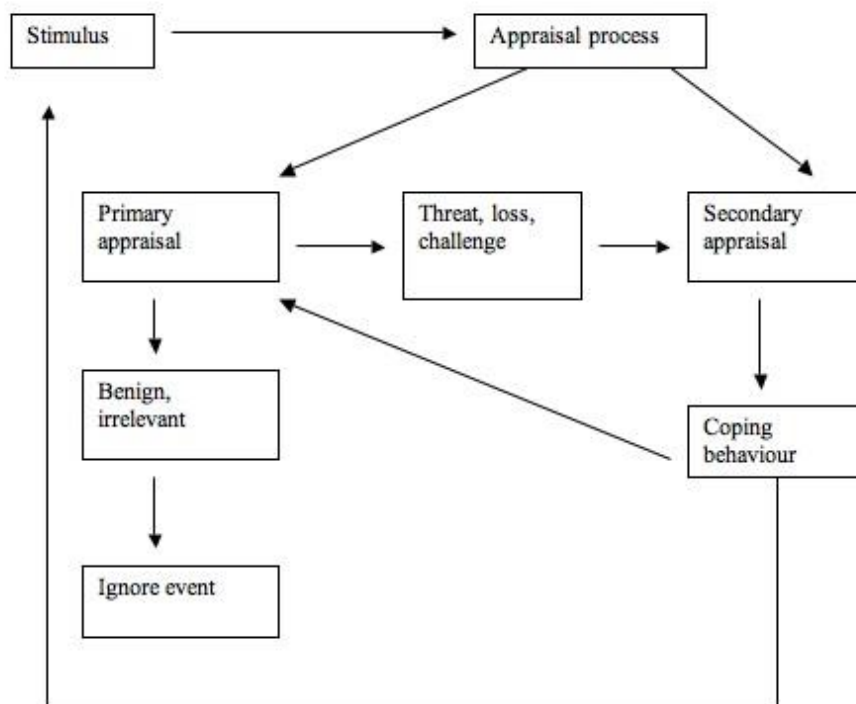 Stimulus
Appraisal process
Primary
appraisal
Threat, loss,
challenge
Secondary
appraisal
Benign,
irrelevant
Coping
behaviour
Ignore event